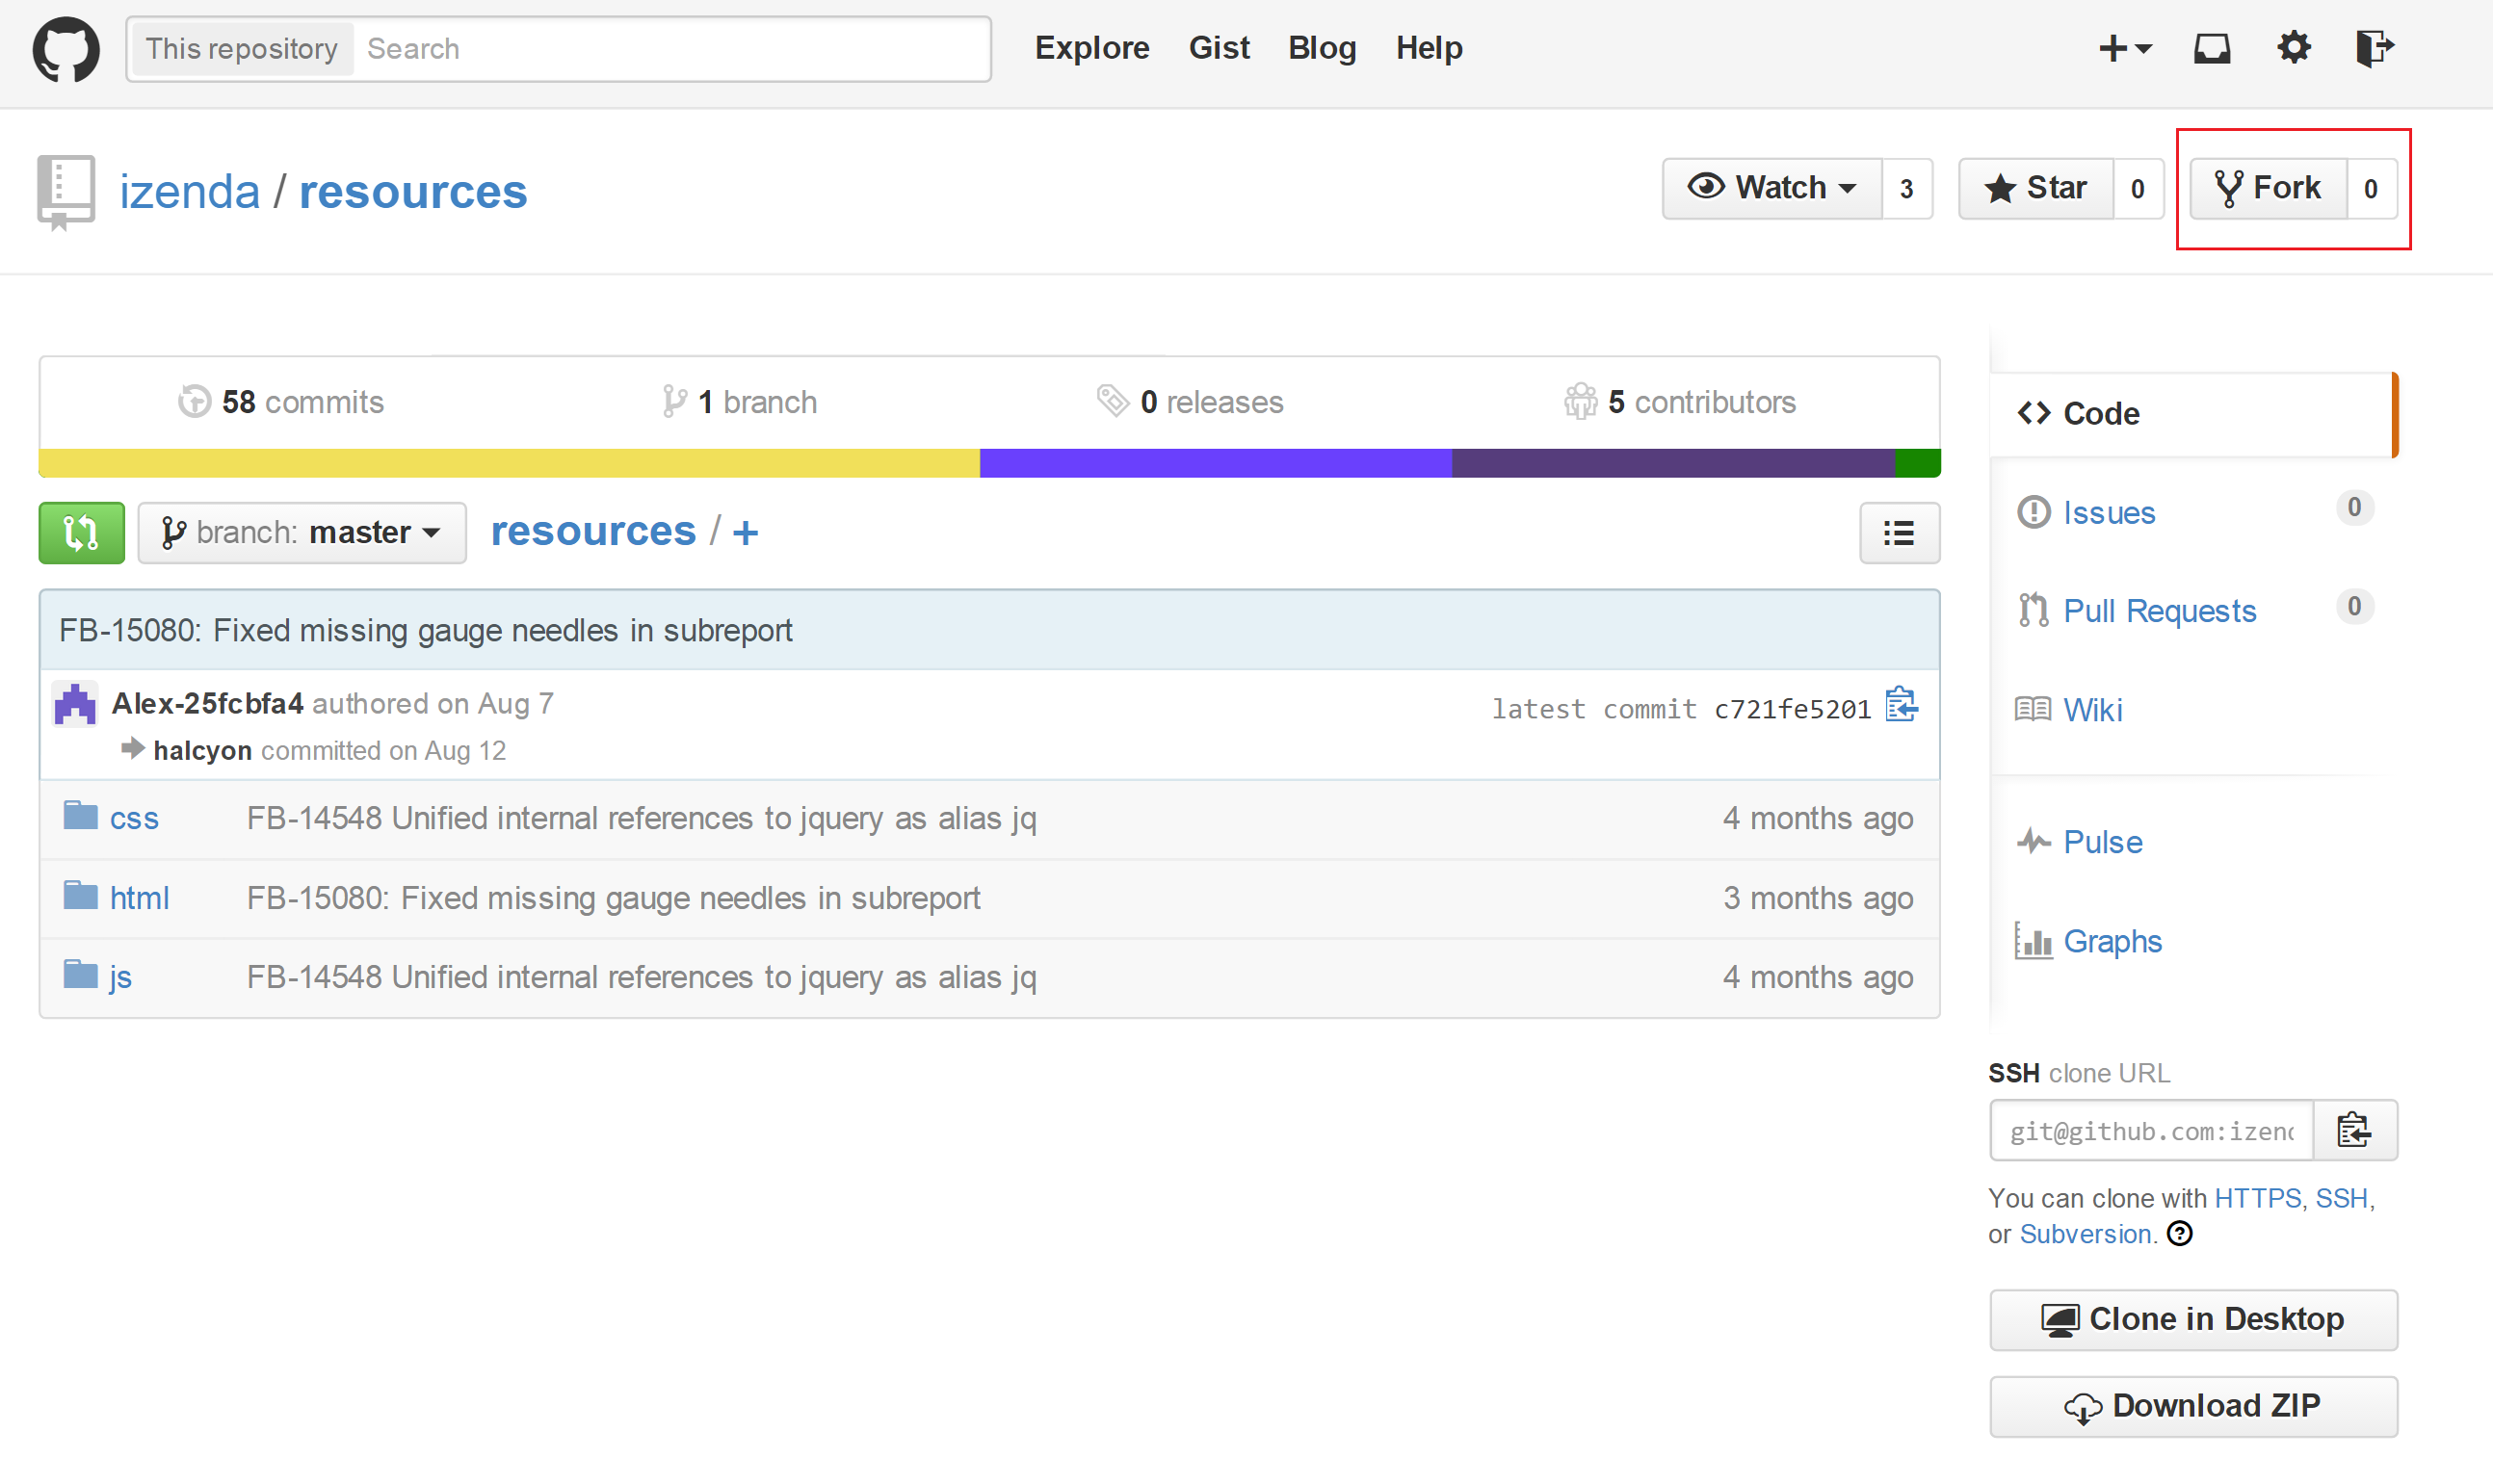 This repository Search Explore Gist Blog Help
izenda / resources Watch 3 Star 0 Fork 0
58 commits 1 branch 0 releases 5 contributors
branch: master resources / +
FB-15080: Fixed missing gauge needles in subreport
Alex-25fcbfa4 authored on Aug 7 latest commit c721fe5201
halcyon committed on Aug 12
css FB-14548 Unified internal references to jquery as alias jq 4 months ago
html FB-15080: Fixed missing gauge needles in subreport 3 months ago
js FB-14548 Unified internal references to jquery as alias jq 4 months ago
Code
Issues 0
Pull Requests 0
Wiki
Pulse
Graphs
SSH clone URL
git@github.com:izen
You can clone with HTTPS, SSH,
or Subversion.
Clone in Desktop
Download ZIP